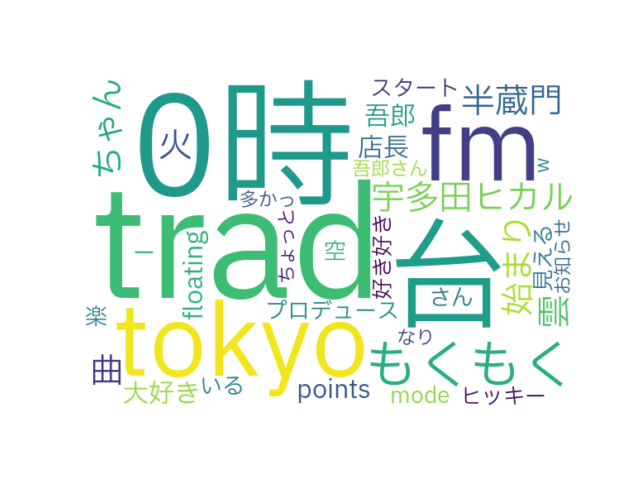 ちゃん
0時
火
スタート
半蔵門
吾郎
fm
店長
吾郎さん
w
trad
多かっ
ちょっと
好き好き
宇多田ヒカル
floating
一
空
台
さん
始まり
見える
お知らせ
雲
楽
tokyo
プロデュース
なり
もくもく
曲
大好き
いる
points
mode
ヒッキー